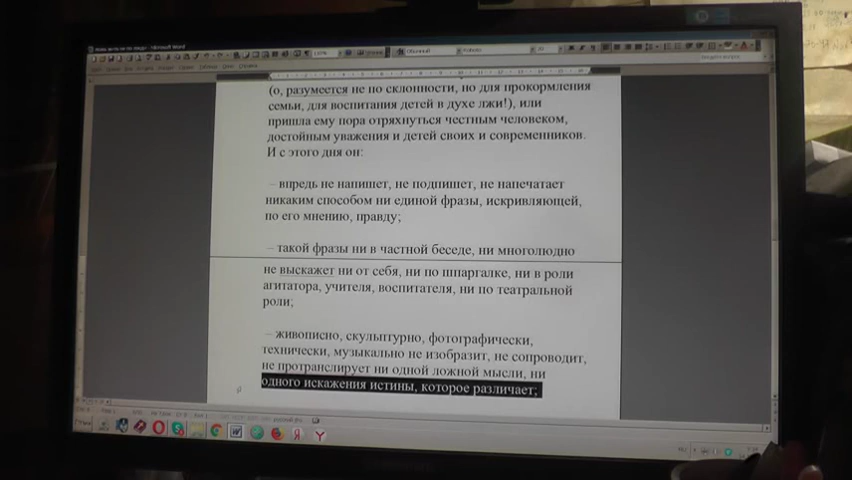 Microsoft Word
(о, разумеется не по склонности, но для прокормления
семьи, для воспитания детей в духе лжи!), или
пришла ему пора отряхнуться честным человеком,
достойным уважения и детей своих и современников.
И с этого дня он:
– впредь не напишет, не подпишет, не напечатает
никаким способом ни единой фразы, искривляющей,
по его мнению, правду;
– такой фразы ни в частной беседе, ни многолюдно
не выскажет ни от себя, ни по шпаргалке, ни в роли
агитатора, учителя, воспитателя, ни по театральной
роли;
– живописно, скульптурно, фотографически,
технически, музыкально не изобразит, не сопроводит,
не протранслирует ни одной ложной мысли, ни
одного искажения истины, которое различает;